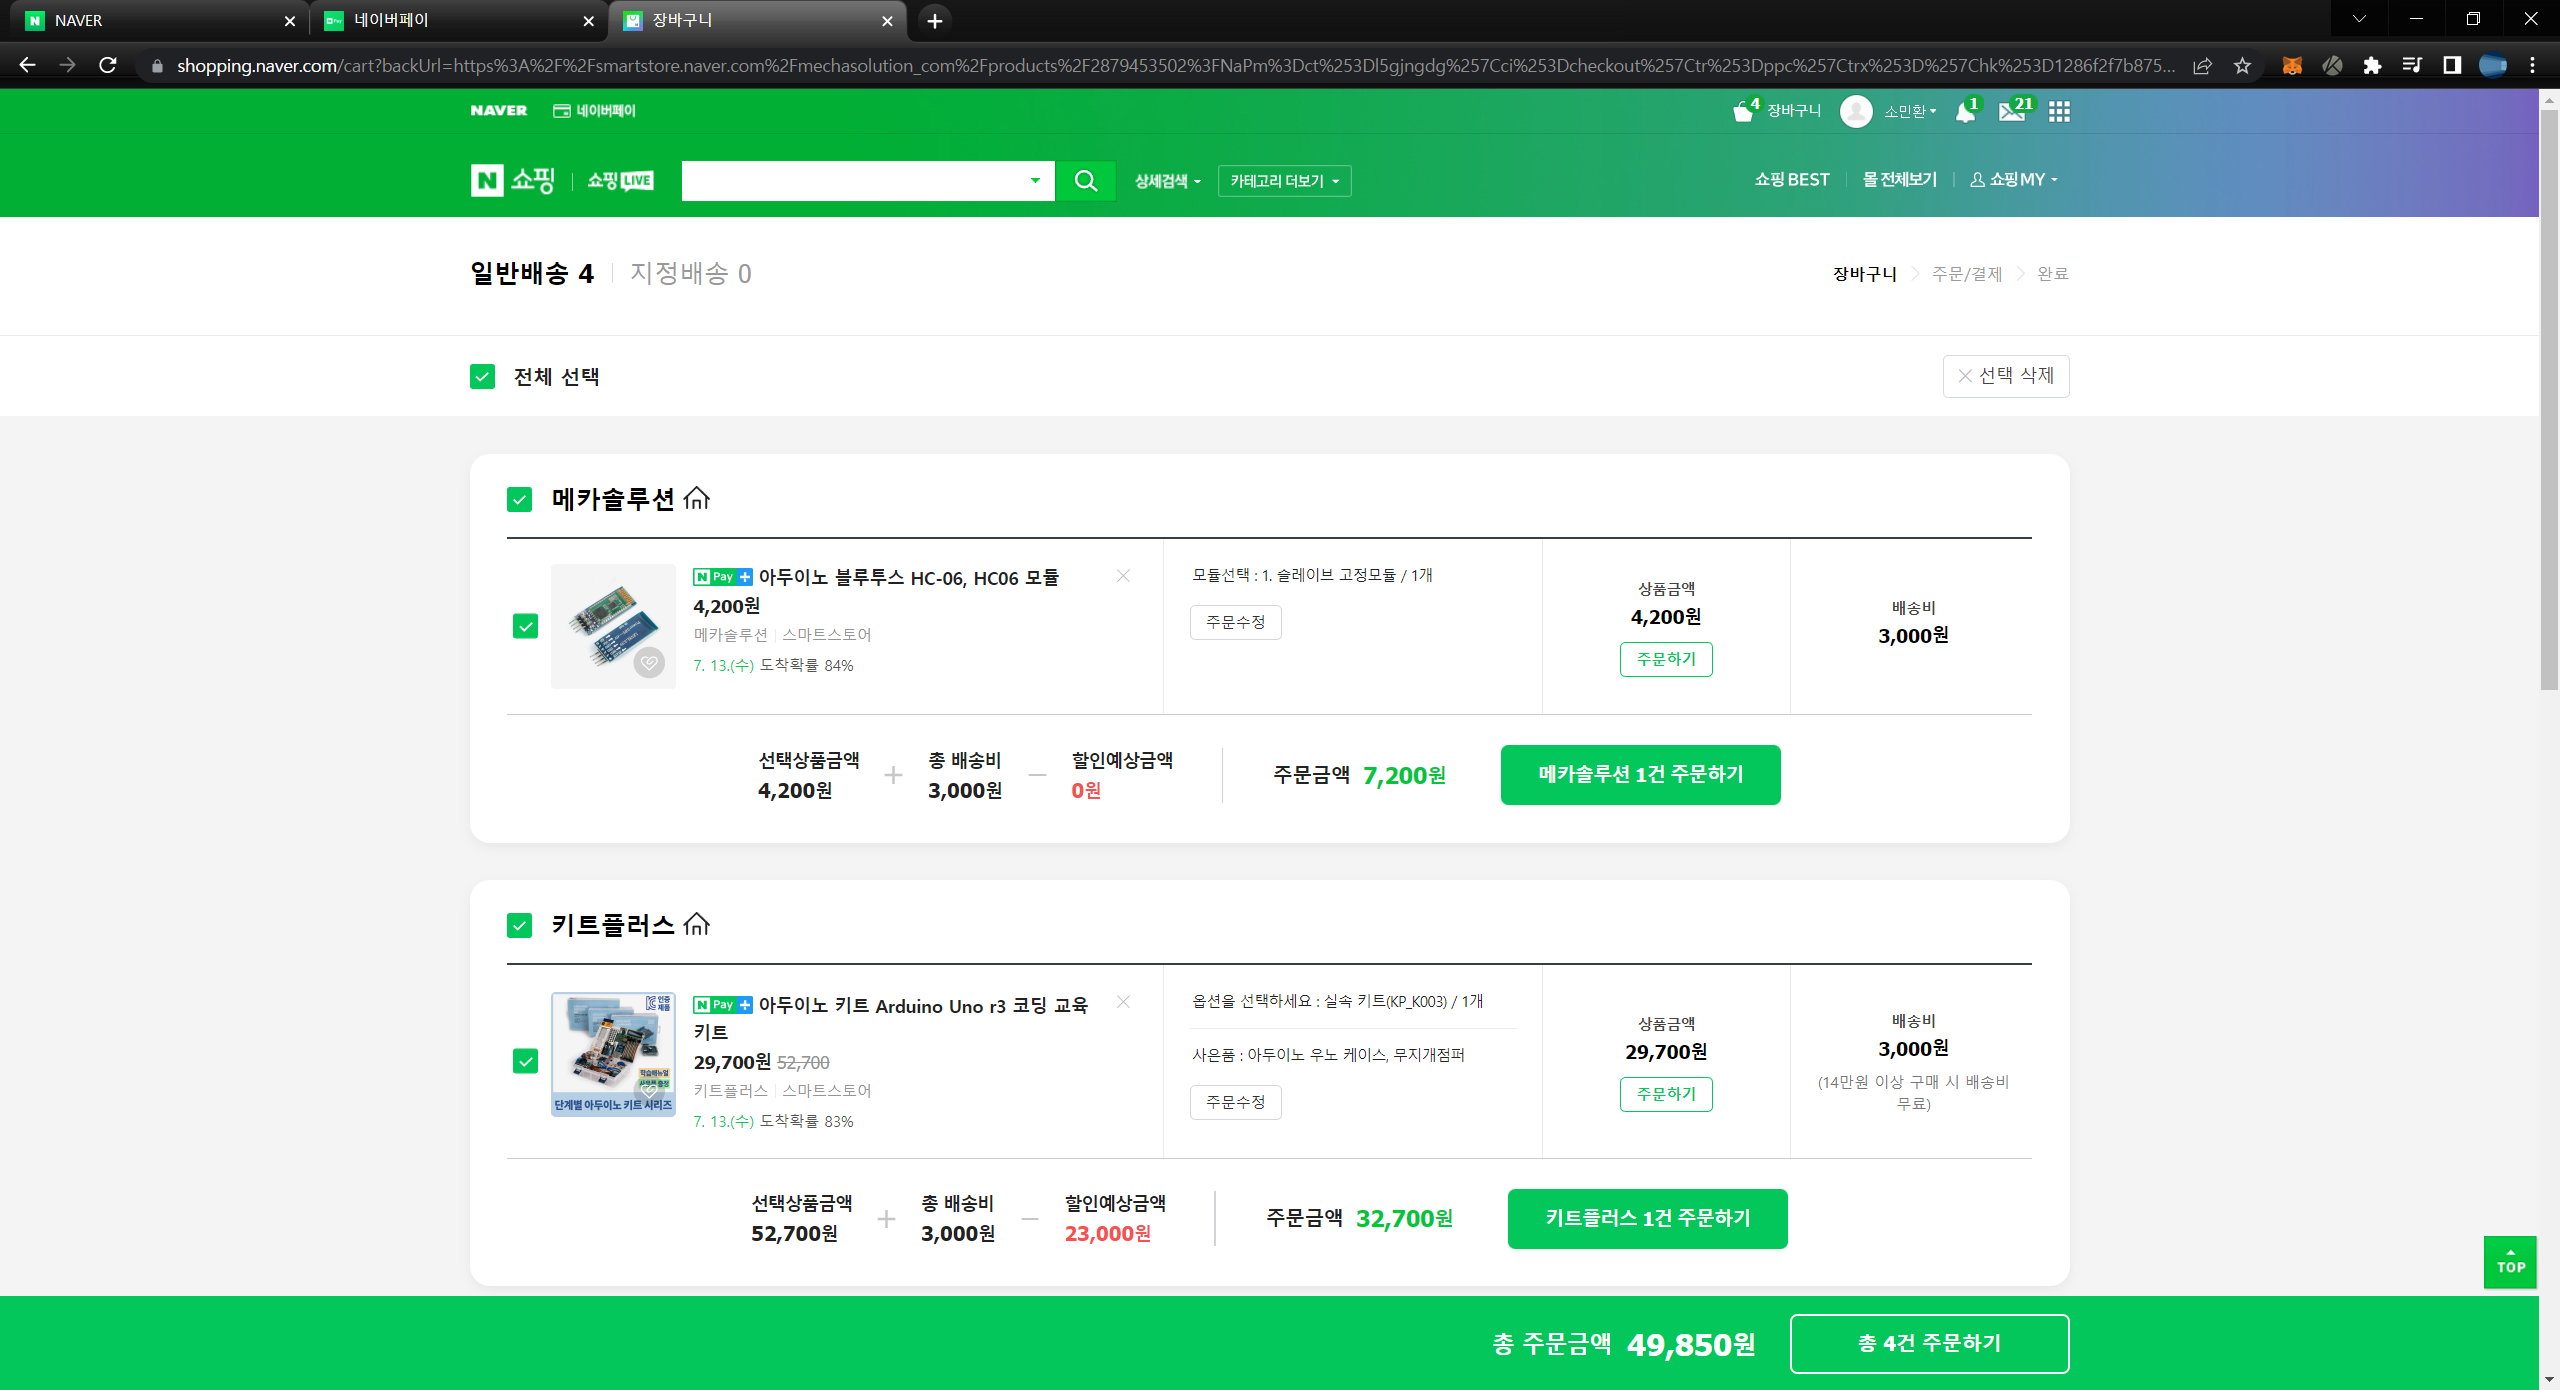 NAVER
네이버페이
장바구니
shopping.naver.com/cart?backUrl=https%3A%2F%2Fsmartstore.naver.com%2Fmechasolution_com%2Fproducts%2F2879453502%3FNaPm%3Dct%253Dl5gjngdg%257Cci%253Dcheckout%257Ctr%253Dppc%257Ctrx%253D%257Chk%253D1286f2f7b875...
NAVER 네이버페이
4 장바구니 소민환 1 21
N 쇼핑 쇼핑LIVE 상세검색 카테고리 더보기 쇼핑 BEST 몰 전체보기 쇼핑 MY
일반배송 4 지정배송 0
장바구니 주문/결제 완료
전체 선택 선택 삭제
메카솔루션
N Pay+ 아두이노 블루투스 HC-06, HC06 모듈
4,200원
메카솔루션 스마트스토어
7. 13.(수) 도착확률 84%
모듈선택 : 1. 슬레이브 고정모듈 / 1개
주문수정
상품금액
4,200원
주문하기
배송비
3,000원
선택상품금액 총 배송비 할인예상금액
4,200원 + 3,000원 − 0원
주문금액 7,200원
메카솔루션 1건 주문하기
키트플러스
인증
제품
학습매뉴얼
단계별 아두이노 키트 시리즈
N Pay+ 아두이노 키트 Arduino Uno r3 코딩 교육
키트
29,700원 52,700
키트플러스 스마트스토어
7. 13.(수) 도착확률 83%
옵션을 선택하세요 : 실속 키트(KP_K003) / 1개
사은품 : 아두이노 우노 케이스, 무지개점퍼
주문수정
상품금액
29,700원
주문하기
배송비
3,000원
(14만원 이상 구매 시 배송비
무료)
선택상품금액 총 배송비 할인예상금액
52,700원 + 3,000원 − 23,000원
주문금액 32,700원
키트플러스 1건 주문하기
TOP
총 주문금액 49,850원
총 4건 주문하기